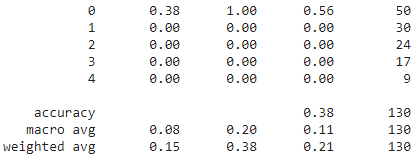 0 0.38 1.00 0.56 50
1 0.00 0.00 0.00 30
2 0.00 0.00 0.00 24
3 0.00 0.00 0.00 17
4 0.00 0.00 0.00 9
accuracy 0.38 130
macro avg 0.08 0.20 0.11 130
weighted avg 0.15 0.38 0.21 130